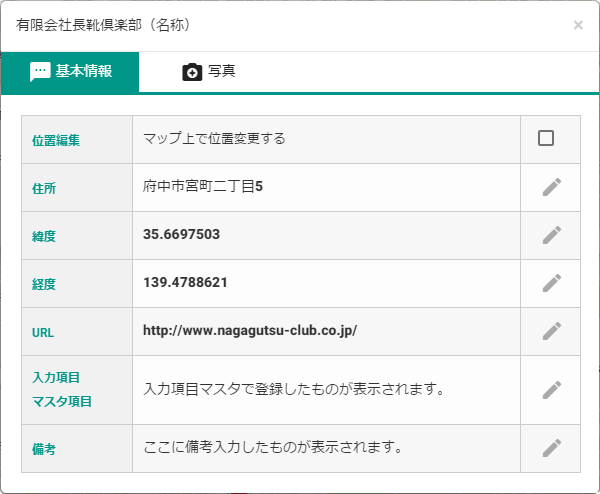 有限会社長靴倶楽部（名称）
×
基本情報
写真
位置編集
マップ上で位置変更する
住所
府中市宮町二丁目5
緯度
35.6697503
経度
139.4788621
URL
http://www.nagagutsu-club.co.jp/
入力項目
マスタ項目
入力項目マスタで登録したものが表示されます。
備考
ここに備考入力したものが表示されます。